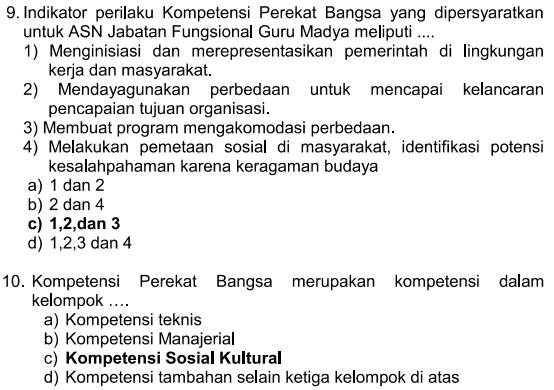 9. Indikator perilaku Kompetensi Perekat Bangsa yang dipersyaratkan
untuk ASN Jabatan Fungsional Guru Madya meliputi ....
1) Menginisiasi dan merepresentasikan pemerintah di lingkungan
kerja dan masyarakat.
2) Mendayagunakan perbedaan untuk mencapai kelancaran
pencapaian tujuan organisasi.
3) Membuat program mengakomodasi perbedaan.
4) Melakukan pemetaan sosial di masyarakat, identifikasi potensi
kesalahpahaman karena keragaman budaya
a) 1 dan 2
b) 2 dan 4
c) 1,2,dan 3
d) 1,2,3 dan 4
10. Kompetensi Perekat Bangsa merupakan kompetensi dalam
kelompok ....
a) Kompetensi teknis
b) Kompetensi Manajerial
c) Kompetensi Sosial Kultural
d) Kompetensi tambahan selain ketiga kelompok di atas